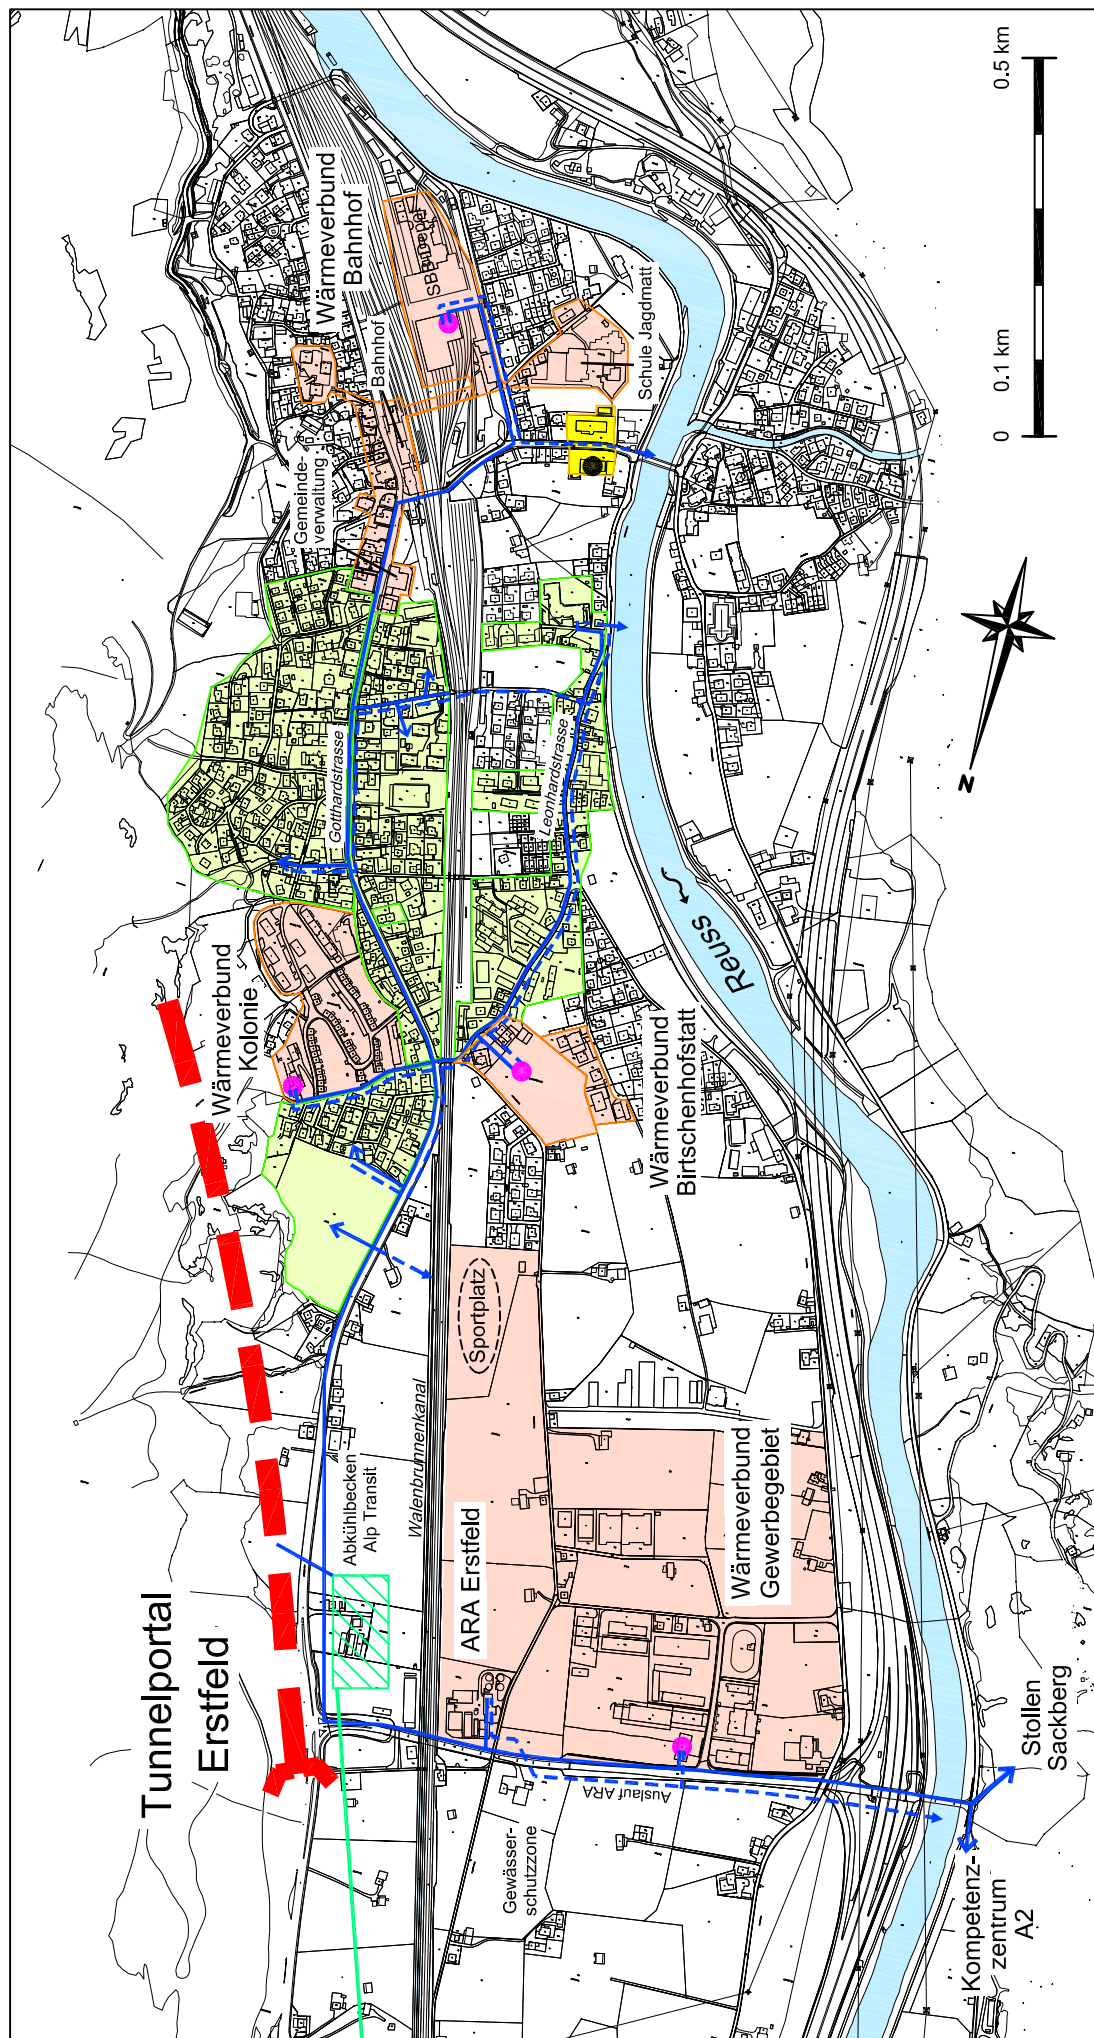 Tunnelportal
Erstfeld
Wärmeverbund
Kolonie
Wärmeverbund
Bahnhof
Bahnhof
Gemeinde-
verwaltung
SBB Depot
Schule Jagdmatt
Gotthardstrasse
Leonhardstrasse
Reuss
Wärmeverbund
Birtschenhofstatt
Sportplatz
Walenbrunnenkanal
Abkühlbecken
Alp Transit
ARA Erstfeld
Wärmeverbund
Gewerbegebiet
Auslauf ARA
Gewässer-
schutzzone
Stollen
Sackberg
Kompetenz-
zentrum
A2
N
0
0.1 km
0.5 km